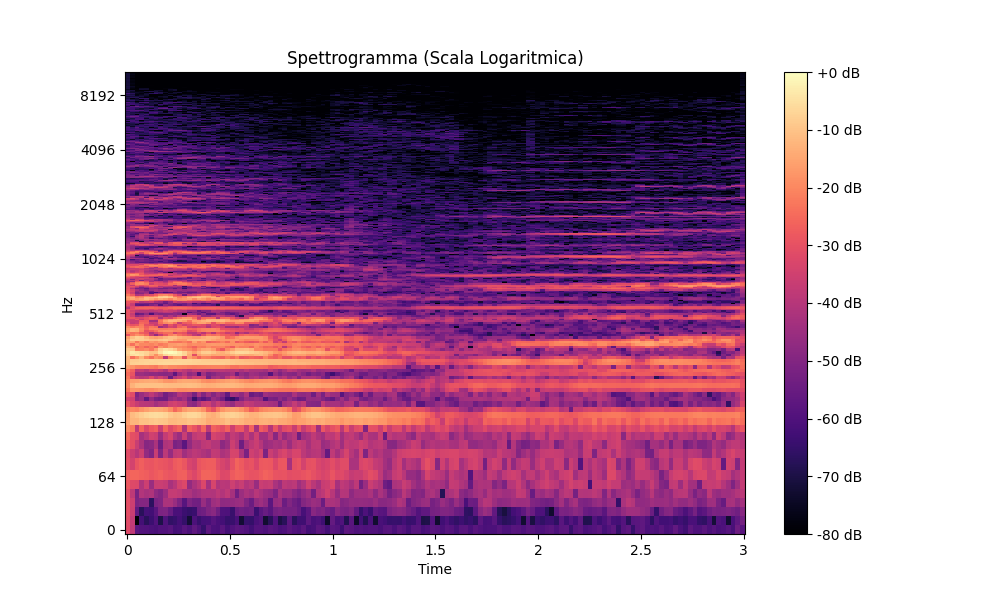 Spettrogramma (Scala Logaritmica)
Hz
8192
4096
2048
1024
512
256
128
64
0
0
0.5
1
1.5
2
2.5
3
Time
+0 dB
-10 dB
-20 dB
-30 dB
-40 dB
-50 dB
-60 dB
-70 dB
-80 dB